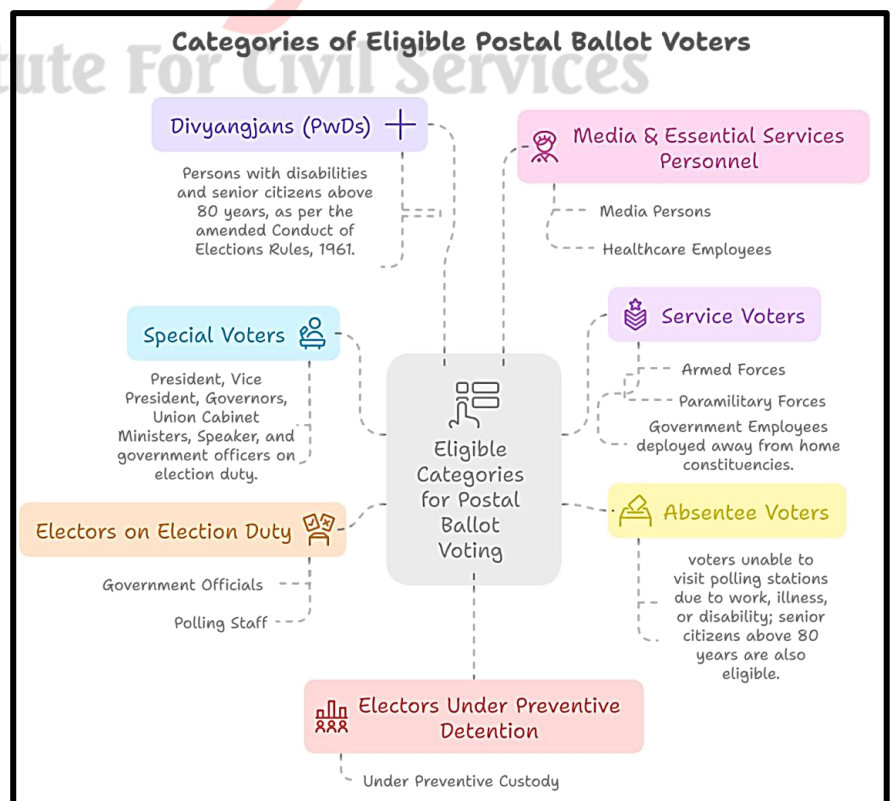 Categories of Eligible Postal Ballot Voters
tute For Civil Services
Divyangjans (PwDs)
Persons with disabilities
and senior citizens above
80 years, as per the
amended Conduct of
Elections Rules, 1961.
Media & Essential Services
Personnel
Media Persons
Healthcare Employees
Special Voters
President, Vice
President, Governors,
Union Cabinet
Ministers, Speaker, and
government officers on
election duty.
Service Voters
Armed Forces
Paramilitary Forces
Government Employees
deployed away from home
constituencies.
Eligible
Categories
for Postal
Ballot
Voting
Electors on Election Duty
Government Officials
Polling Staff
Absentee Voters
voters unable to
visit polling stations
due to work, illness,
or disability; senior
citizens above 80
years are also
eligible.
Electors Under Preventive
Detention
Under Preventive Custody